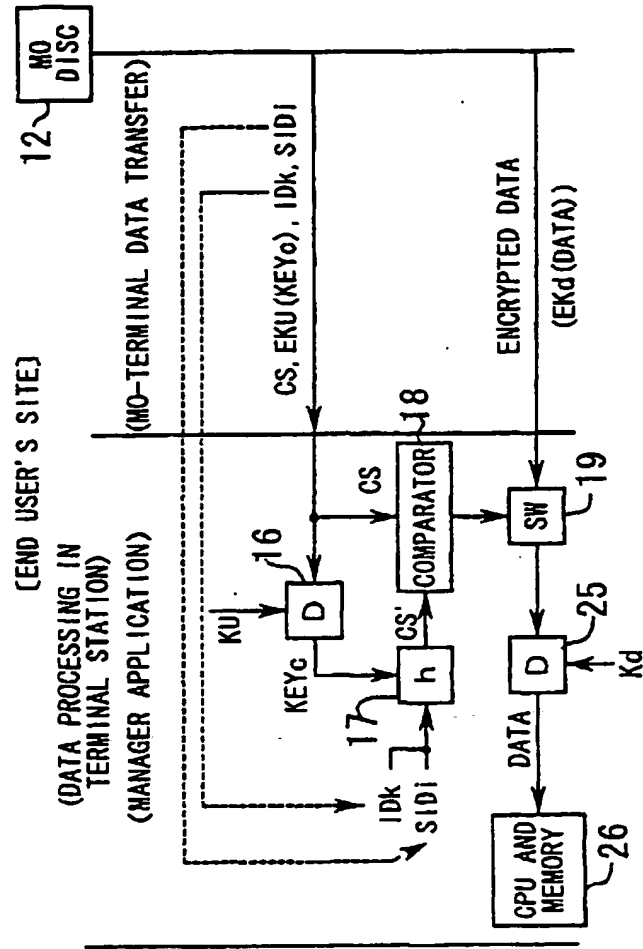 [END USER'S SITE]
(DATA PROCESSING IN
TERMINAL STATION)
(MANAGER APPLICATION)
(MO-TERMINAL DATA TRANSFER)
12
MO
DISC
IDk, SIDi
CS, EKU(KEYo), IDk, SIDi
KU
16
D
KEYc
CS
18
COMPARATOR
IDk
SIDi
17
h
CS'
ENCRYPTED DATA
(EKd(DATA))
SW
19
25
D
Kd
DATA
CPU AND
MEMORY
26